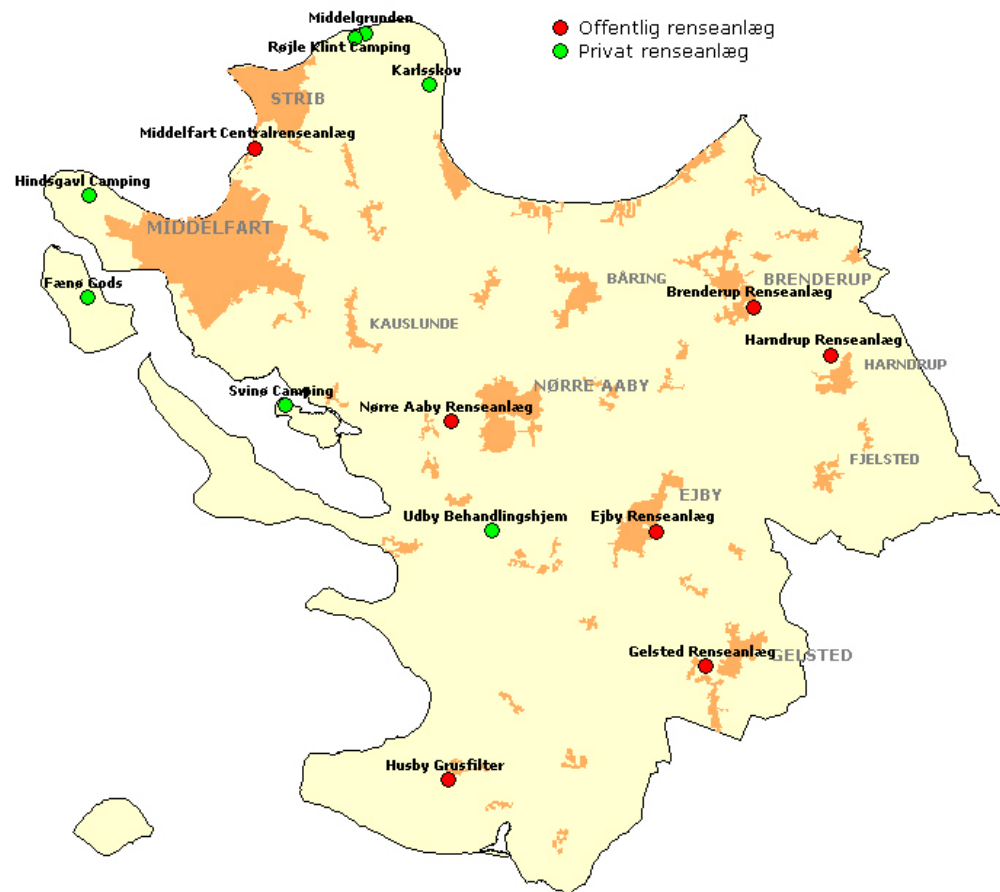 Middelgrunden
Offentlig renseanlæg
Røjle Klint Camping
Privat renseanlæg
Karlsskov
STRIB
Middelfart Centralrenseanlæg
Hindsgavl Camping
MIDDELFART
Fænø Gods
BÅRING
BRENDERUP
Brenderup Renseanlæg
KAUSLUNDE
Harndrup Renseanlæg
HARNDRUP
NØRRE AABY
Svinø Camping
Nørre Aaby Renseanlæg
FJELSTED
EJBY
Udby Behandlingshjem
Ejby Renseanlæg
Gelsted Renseanlæg
GELSTED
Husby Grusfilter